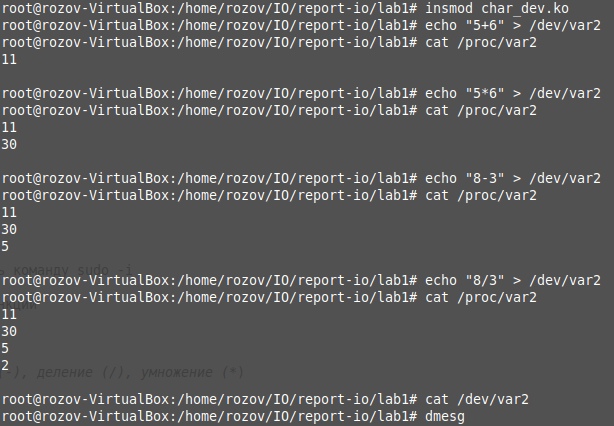 root@rozov-VirtualBox:/home/rozov/IO/report-io/lab1# insmod char_dev.ko
root@rozov-VirtualBox:/home/rozov/IO/report-io/lab1# echo "5+6" > /dev/var2
root@rozov-VirtualBox:/home/rozov/IO/report-io/lab1# cat /proc/var2
11
root@rozov-VirtualBox:/home/rozov/IO/report-io/lab1# echo "5*6" > /dev/var2
root@rozov-VirtualBox:/home/rozov/IO/report-io/lab1# cat /proc/var2
11
30
root@rozov-VirtualBox:/home/rozov/IO/report-io/lab1# echo "8-3" > /dev/var2
root@rozov-VirtualBox:/home/rozov/IO/report-io/lab1# cat /proc/var2
11
30
5
команду sudo -i
root@rozov-VirtualBox:/home/rozov/IO/report-io/lab1# echo "8/3" > /dev/var2
root@rozov-VirtualBox:/home/rozov/IO/report-io/lab1# cat /proc/var2
11
30
5
2
), деление (/), умножение (*)
root@rozov-VirtualBox:/home/rozov/IO/report-io/lab1# cat /dev/var2
root@rozov-VirtualBox:/home/rozov/IO/report-io/lab1# dmesg